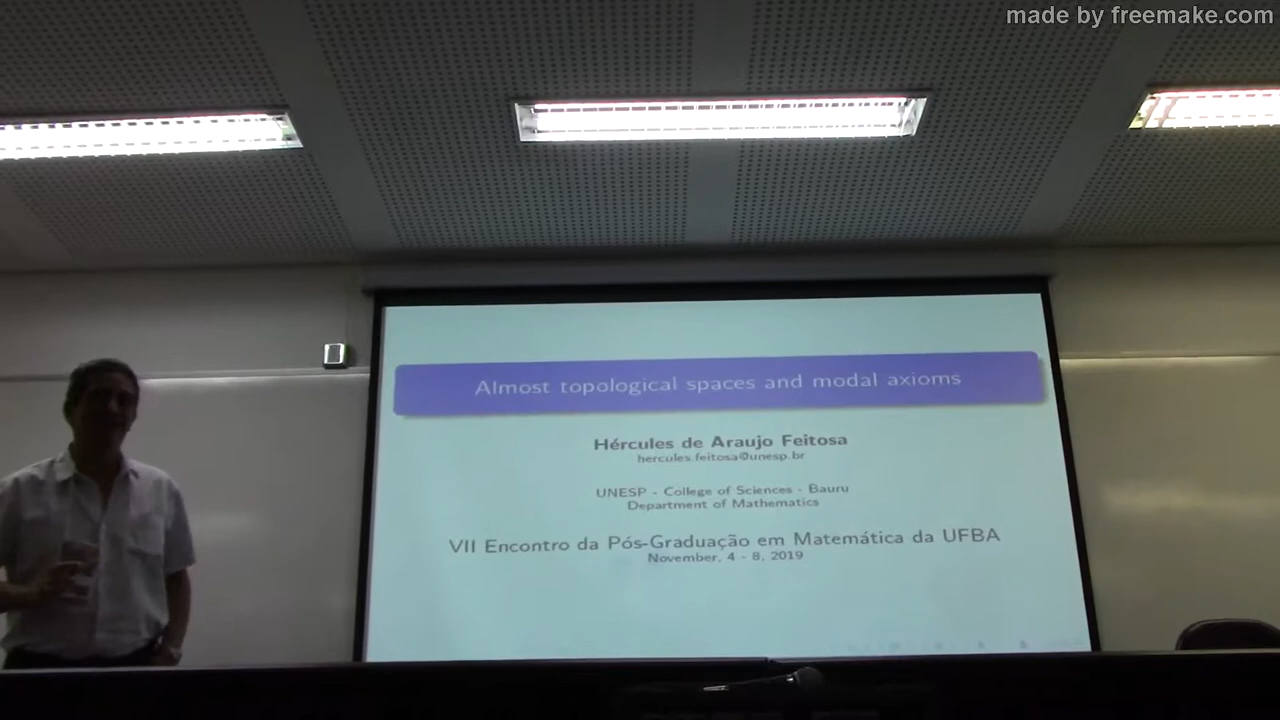 made by freemake.com
Almost topological spaces and modal axioms
Hércules de Araujo Feitosa
hercules.feitosa@unesp.br
UNESP - College of Sciences - Bauru
Department of Mathematics
VII Encontro da Pós-Graduação em Matemática da UFBA
November, 4 - 8, 2019